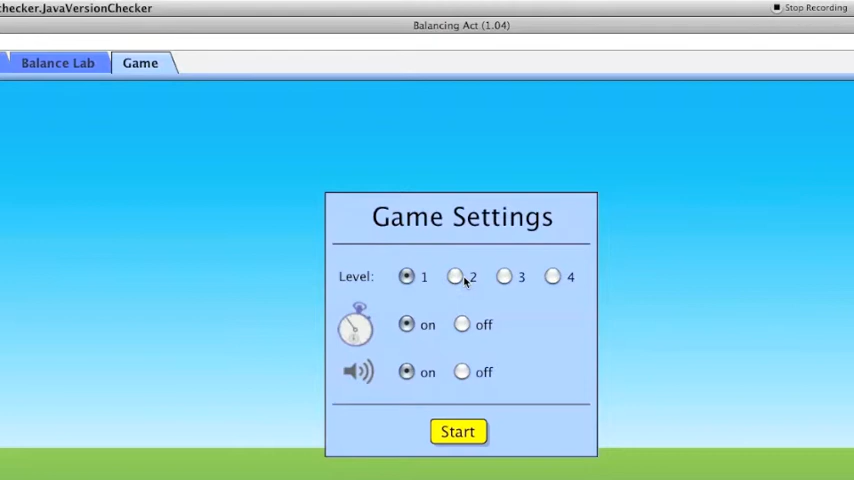 checker.JavaVersionChecker
Stop Recording
Balancing Act (1.04)
Balance Lab
Game
Game Settings
Level: 1 2 3 4
on off
on off
Start